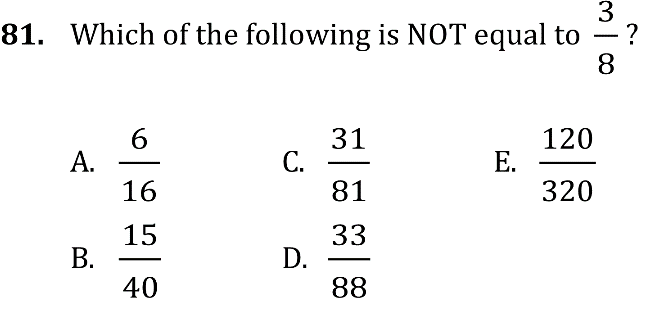 81. Which of the following is NOT equal to 3/8 ?
A. 6/16 C. 31/81 E. 120/320
B. 15/40 D. 33/88